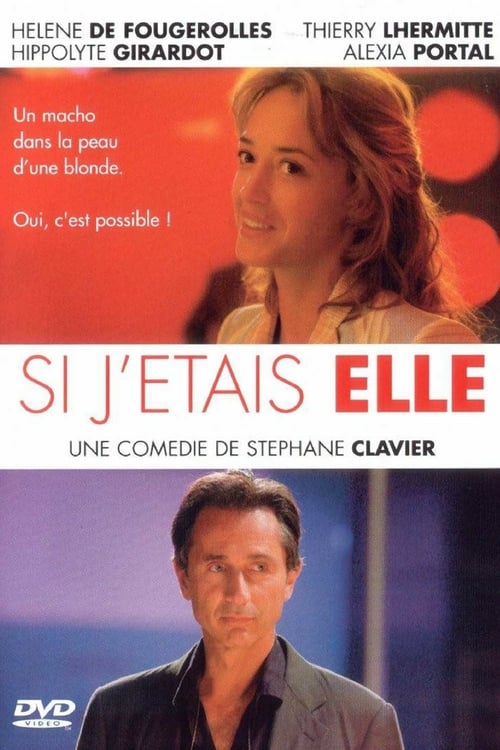 HELENE DE FOUGEROLLES THIERRY LHERMITTE
HIPPOLYTE GIRARDOT ALEXIA PORTAL
Un macho
dans la peau
d'une blonde.
Oui, c'est possible !
SI J'ETAIS ELLE
UNE COMEDIE DE STEPHANE CLAVIER
DVD
VIDEO